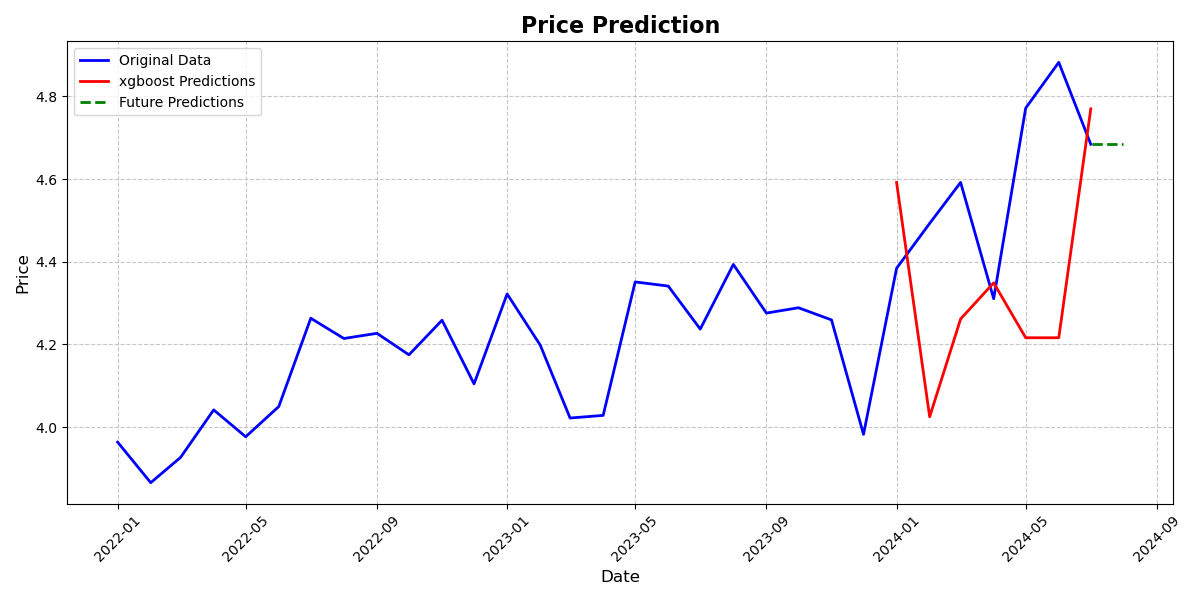 Price Prediction
Original Data
xgboost Predictions
Future Predictions
Price
4.8
4.6
4.4
4.2
4.0
2022-01
2022-05
2022-09
2023-01
2023-05
2023-09
2024-01
2024-05
2024-09
Date